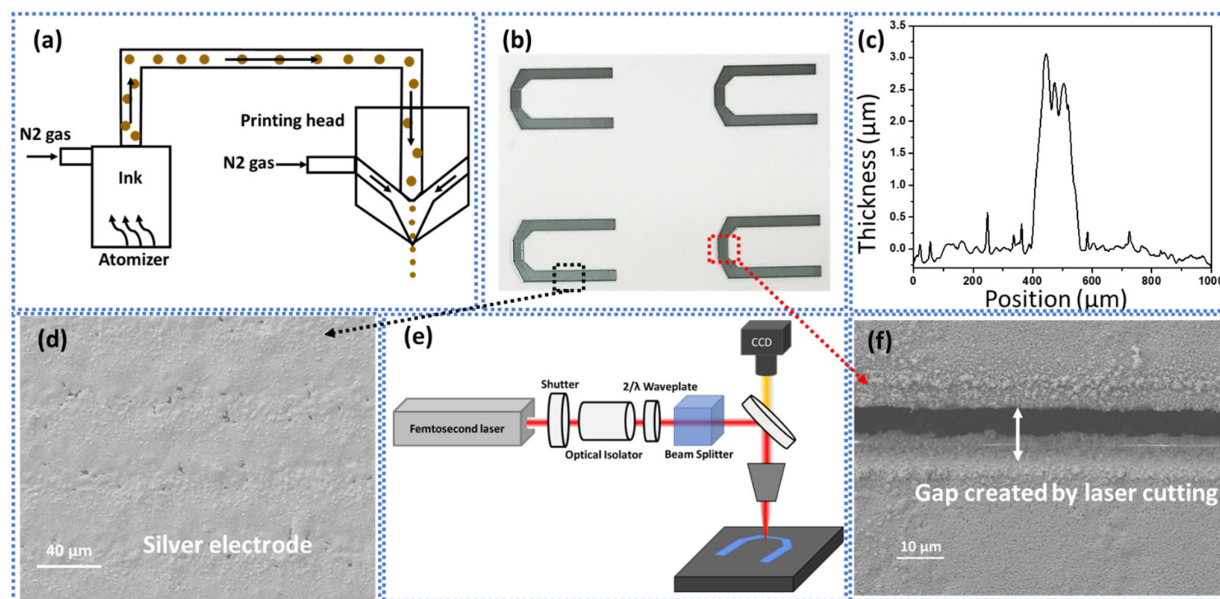 (a)
N2 gas
Ink
Atomizer
Printing head
N2 gas
(b)
(c)
Thickness (μm)
3.5
3.0
2.5
2.0
1.5
1.0
0.5
0.0
0
200
400
600
800
1000
Position (μm)
(d)
Silver electrode
40 μm
(e)
CCD
Shutter
2/λ Waveplate
Femtosecond laser
Optical Isolator
Beam Splitter
(f)
Gap created by laser cutting
10 μm